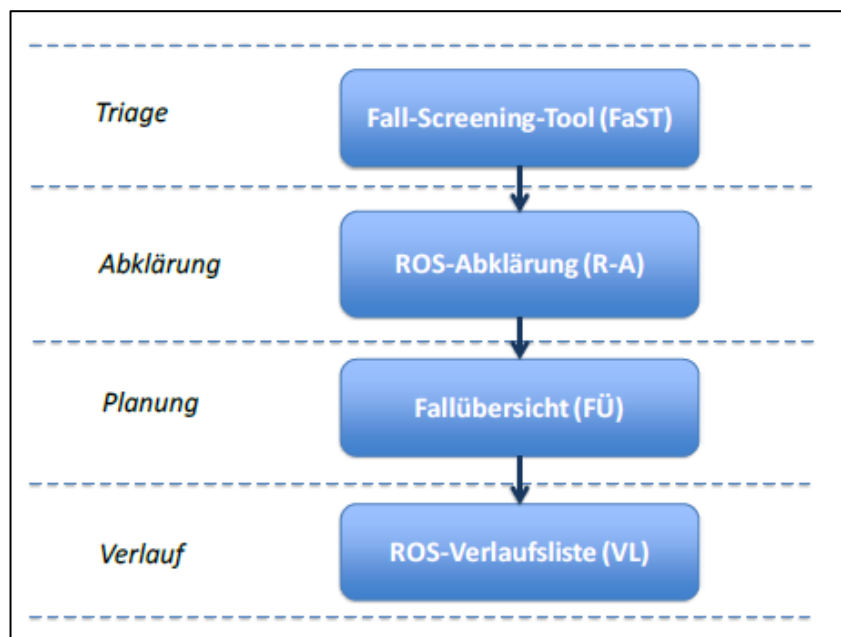 Triage
Fall-Screening-Tool (FaST)
Abklärung
ROS-Abklärung (R-A)
Planung
Fallübersicht (FÜ)
Verlauf
ROS-Verlaufsliste (VL)